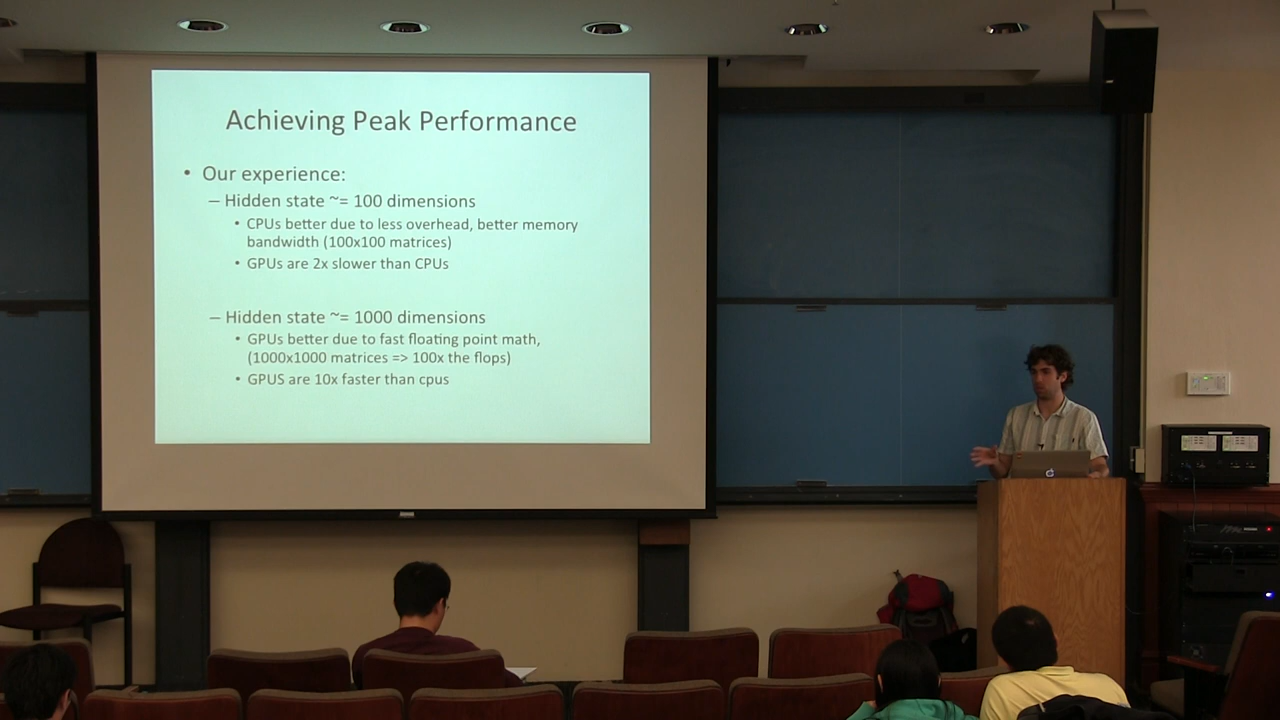 Achieving Peak Performance
• Our experience:
– Hidden state ~= 100 dimensions
• CPUs better due to less overhead, better memory
bandwidth (100x100 matrices)
• GPUs are 2x slower than CPUs
– Hidden state ~= 1000 dimensions
• GPUs better due to fast floating point math,
(1000x1000 matrices => 100x the flops)
• GPUS are 10x faster than cpus